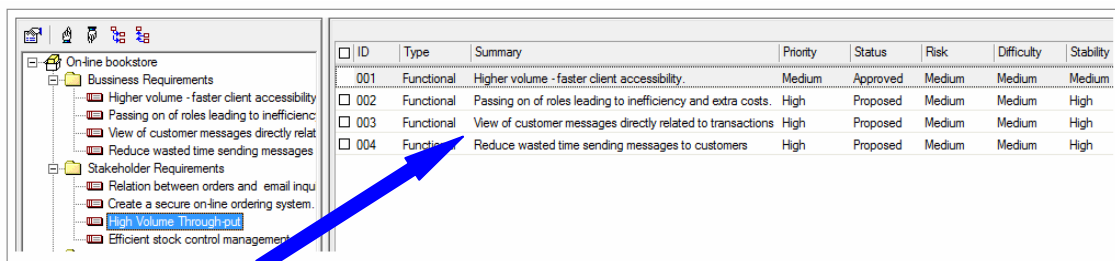 On-line bookstore
Bussiness Requirements
Higher volume - faster client accessibility
Passing on of roles leading to inefficienc
View of customer messages directly relat
Reduce wasted time sending messages
Stakeholder Requirements
Relation between orders and email inqu
Create a secure on-line ordering system.
High Volume Through-put
Efficient stock control management
ID Type Summary Priority Status Risk Difficulty Stability
001 Functional Higher volume - faster client accessibility. Medium Approved Medium Medium Medium
002 Functional Passing on of roles leading to inefficiency and extra costs. High Proposed Medium Medium High
003 Functional View of customer messages directly related to transactions High Proposed Medium Medium High
004 Functional Reduce wasted time sending messages to customers High Proposed Medium Medium High